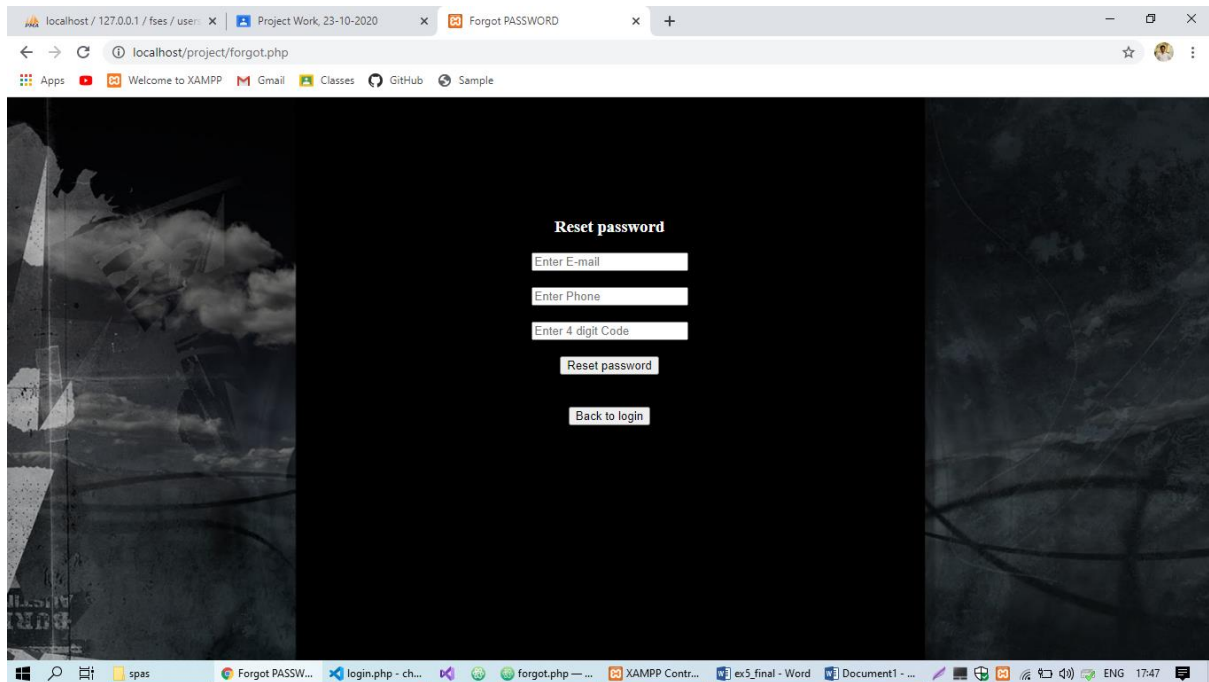 localhost / 127.0.0.1 / fses / users
Project Work, 23-10-2020
Forgot PASSWORD
localhost/project/forgot.php
Apps
Welcome to XAMPP
Gmail
Classes
GitHub
Sample
Reset password
Enter E-mail
Enter Phone
Enter 4 digit Code
Reset password
Back to login
spas
Forgot PASSW...
login.php - ch...
forgot.php — ...
XAMPP Contr...
ex5_final - Word
Document1 - ...
ENG
17:47